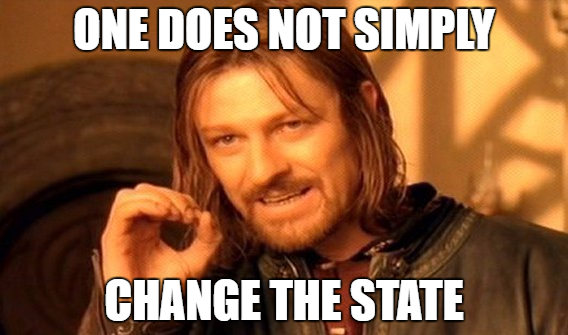 ONE DOES NOT SIMPLY
CHANGE THE STATE